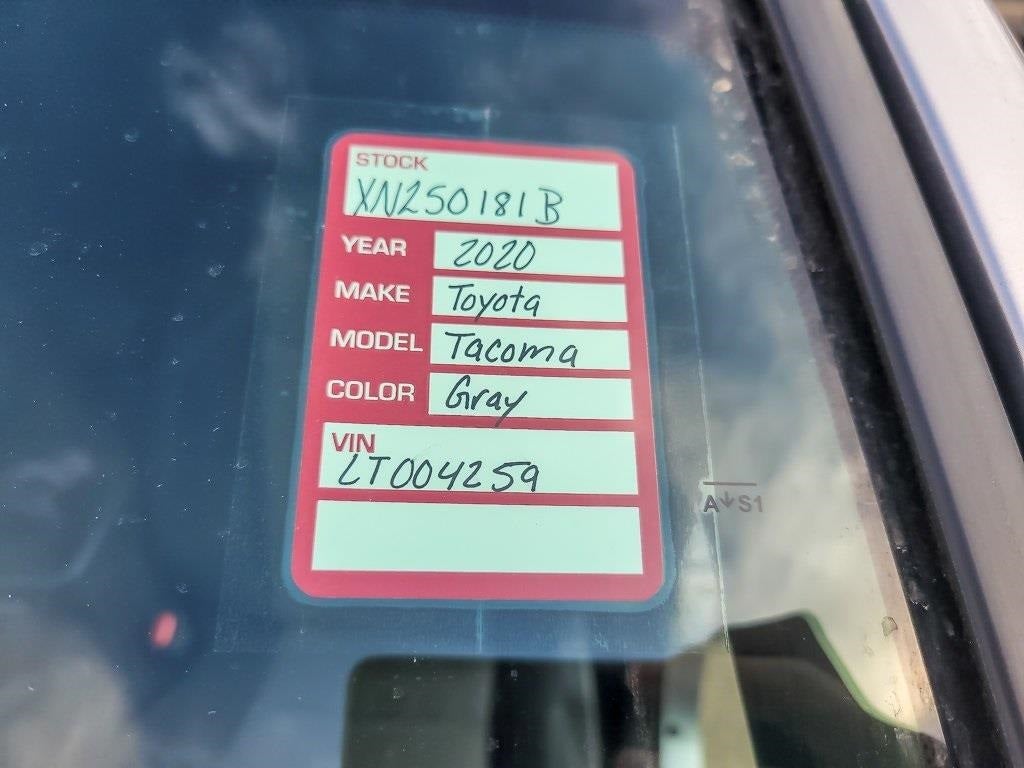 STOCK
XN250181B
YEAR 2020
MAKE Toyota
MODEL Tacoma
COLOR Gray
VIN
LT004259
A↓S1